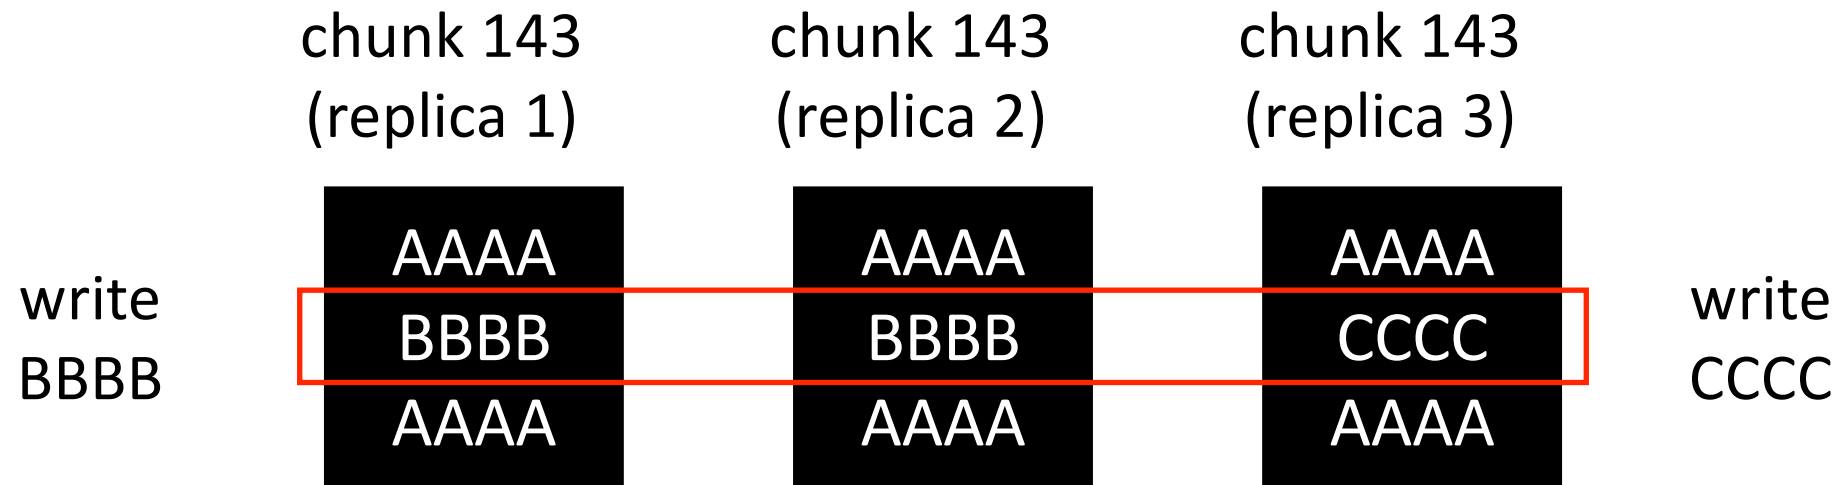 chunk 143
(replica 1)
chunk 143
(replica 2)
chunk 143
(replica 3)
write
BBBB
AAAA
BBBB
AAAA
AAAA
BBBB
AAAA
AAAA
CCCC
AAAA
write
CCCC